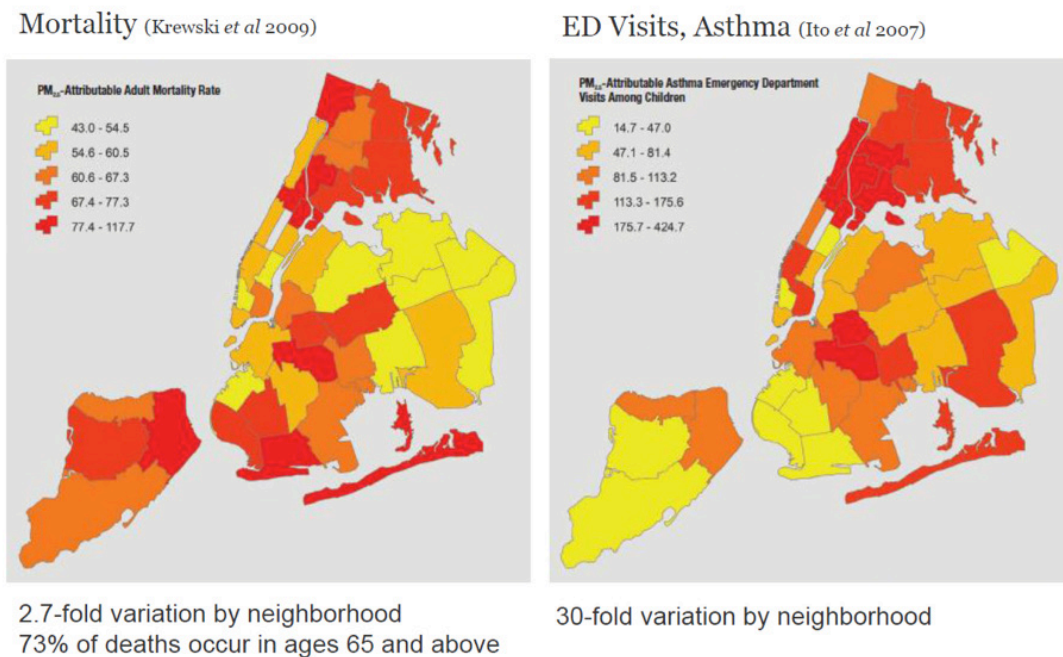 Mortality (Krewski et al 2009)
PM2.5-Attributable Adult Mortality Rate
43.0 - 54.5
54.6 - 60.5
60.6 - 67.3
67.4 - 77.3
77.4 - 117.7
2.7-fold variation by neighborhood
73% of deaths occur in ages 65 and above
ED Visits, Asthma (Ito et al 2007)
PM2.5-Attributable Asthma Emergency Department
Visits Among Children
14.7 - 47.0
47.1 - 81.4
81.5 - 113.2
113.3 - 175.6
175.7 - 424.7
30-fold variation by neighborhood